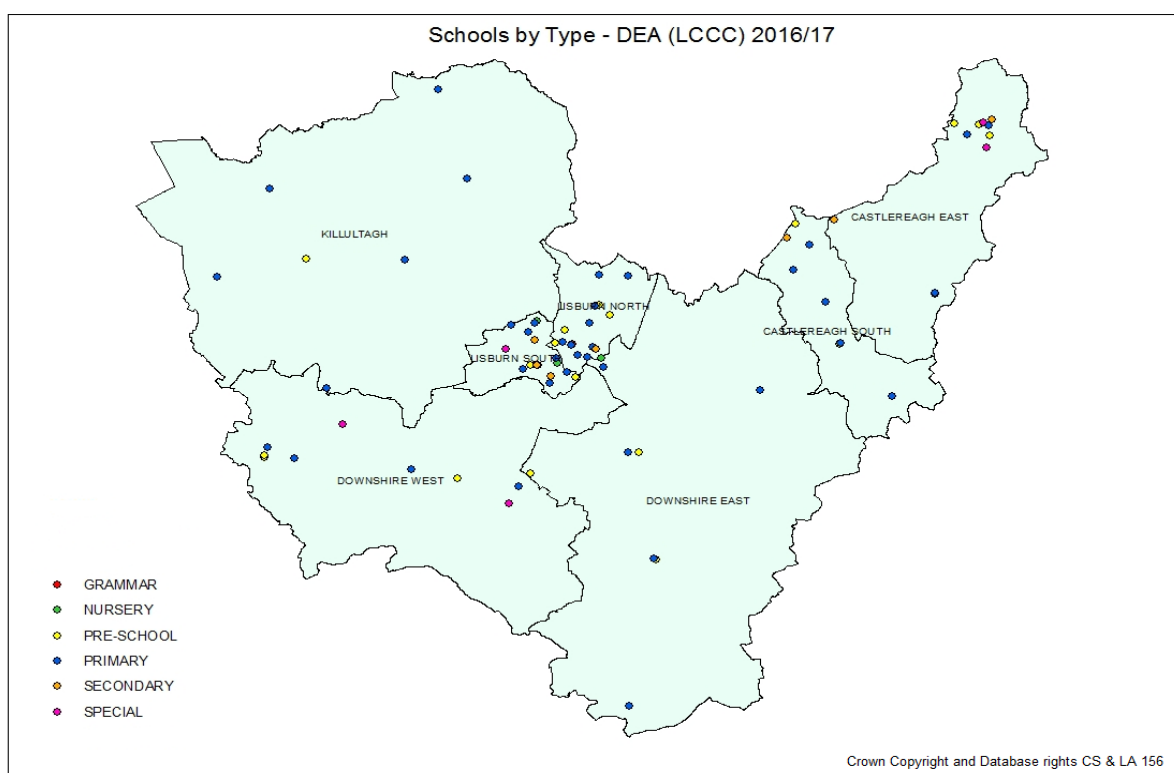 Schools by Type - DEA (LCCC) 2016/17
CASTLEREAGH EAST
KILLULTAGH
LISBURN NORTH
CASTLEREAGH SOUTH
LISBURN SOUTH
DOWNSHIRE WEST
DOWNSHIRE EAST
GRAMMAR
NURSERY
PRE-SCHOOL
PRIMARY
SECONDARY
SPECIAL
Crown Copyright and Database rights CS & LA 156